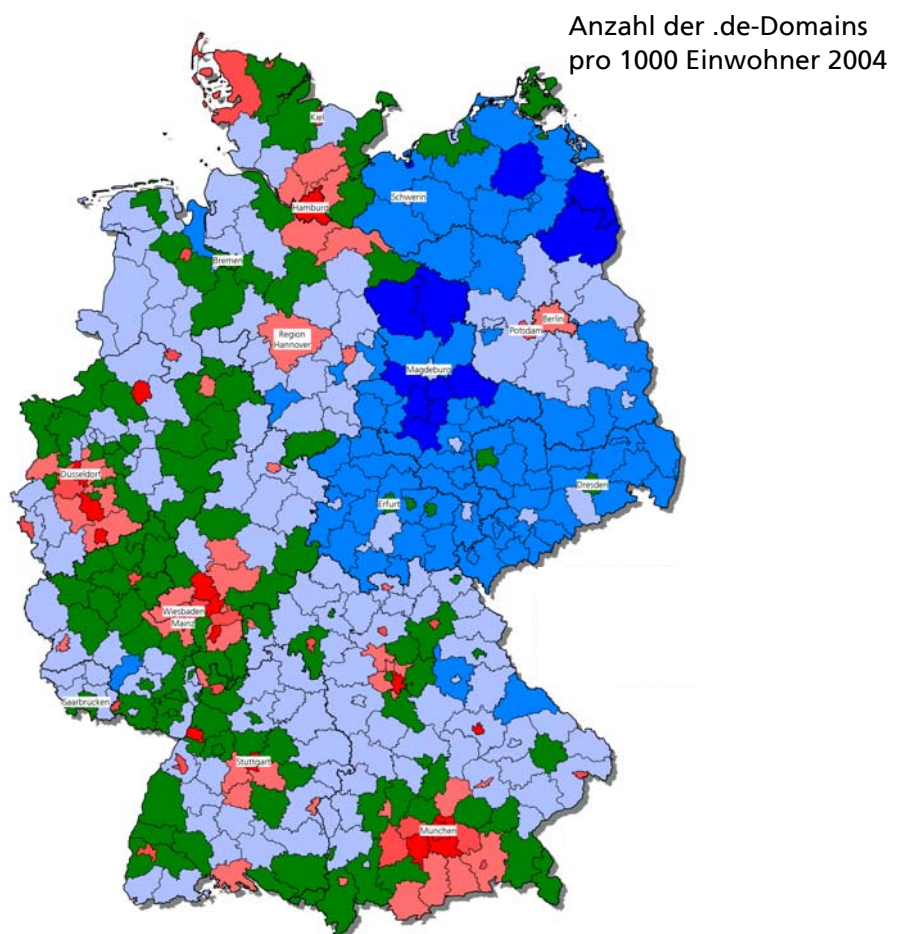 Anzahl der .de-Domains
pro 1000 Einwohner 2004
Kiel
Schwerin
Hamburg
Bremen
Berlin
Potsdam
Region
Hannover
Magdeburg
Düsseldorf
Dresden
Erfurt
Wiesbaden
Mainz
Saarbrücken
Stuttgart
München